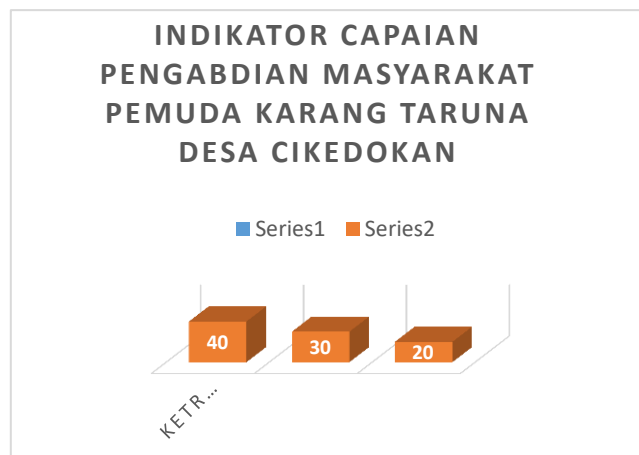 INDIKATOR CAPAIAN
PENGABDIAN MASYARAKAT
PEMUDA KARANG TARUNA
DESA CIKEDOKAN
Series1 Series2
40 30 20
KETR...